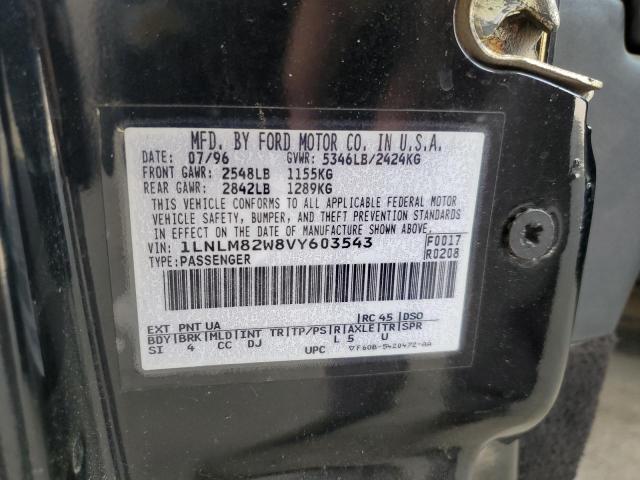 MFD. BY FORD MOTOR CO. IN U.S.A.
DATE: 07/96 GVWR: 5346LB/2424KG
FRONT GAWR: 2548LB 1155KG
REAR GAWR: 2842LB 1289KG
THIS VEHICLE CONFORMS TO ALL APPLICABLE FEDERAL MOTOR
VEHICLE SAFETY, BUMPER, AND THEFT PREVENTION STANDARDS
IN EFFECT ON THE DATE OF MANUFACTURE SHOWN ABOVE.
VIN: 1LNLM82W8VY603543 F0017
TYPE: PASSENGER R0208
EXT PNT UA RC 45 DSO
BDY BRK MLD INT TR TP/PS R AXLE TR SPR
SI 4 CC DJ L 5 U
UPC ▽F60B-5420472-AA